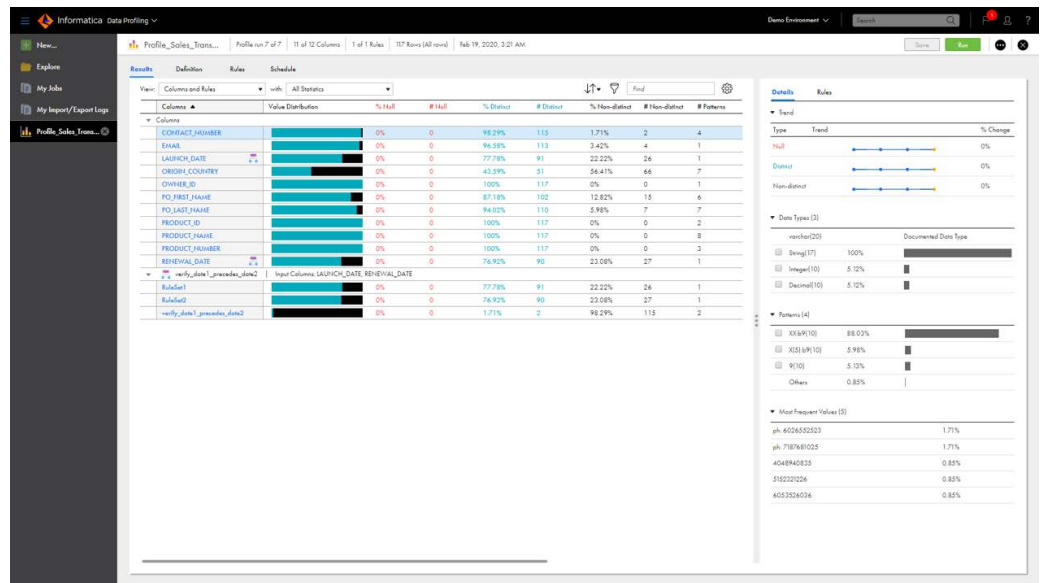 Informatica Data Profiling
Demo Environment
Search
?
New...
Explore
My Jobs
My Import/Export Logs
Profile_Sales_Trans...
Profile_Sales_Trans... Profile run 7 of 7 11 of 12 Columns 1 of 1 Rules 117 Rows (All rows) Feb 19, 2020, 3:21 AM
Save Run
Results Definition Rules Schedule
View: Columns and Rules with: All Statistics Find
Columns Value Distribution % Null # Null % Distinct # Distinct % Non-distinct # Non-distinct # Patterns
Columns
CONTACT_NUMBER 0% 0 98.29% 115 1.71% 2 4
EMAIL 0% 0 96.58% 113 3.42% 4 1
LAUNCH_DATE 0% 0 77.78% 91 22.22% 26 1
ORIGIN_COUNTRY 0% 0 43.59% 51 56.41% 66 7
OWNER_ID 0% 0 100% 117 0% 0 1
PO_FIRST_NAME 0% 0 87.18% 102 12.82% 15 6
PO_LAST_NAME 0% 0 94.02% 110 5.98% 7 7
PRODUCT_ID 0% 0 100% 117 0% 0 2
PRODUCT_NAME 0% 0 100% 117 0% 0 8
PRODUCT_NUMBER 0% 0 100% 117 0% 0 3
RENEWAL_DATE 0% 0 76.92% 90 23.08% 27 1
verify_date1_precedes_date2 | Input Columns: LAUNCH_DATE, RENEWAL_DATE
RuleSet1 0% 0 77.78% 91 22.22% 26 1
RuleSet2 0% 0 76.92% 90 23.08% 27 1
verify_date1_precedes_date2 0% 0 1.71% 2 98.29% 115 2
Details Rules
Trend
Type Trend % Change
Null 0%
Distinct 0%
Non-distinct 0%
Data Types (3)
varchar(20) Documented Data Type
String(17) 100%
Integer(10) 5.12%
Decimal(10) 5.12%
Patterns (4)
XX:b9(10) 88.03%
X(5):b9(10) 5.98%
9(10) 5.13%
Others 0.85%
Most Frequent Values (5)
ph: 6026552523 1.71%
ph: 7187681025 1.71%
4048940835 0.85%
5152321226 0.85%
6053526036 0.85%